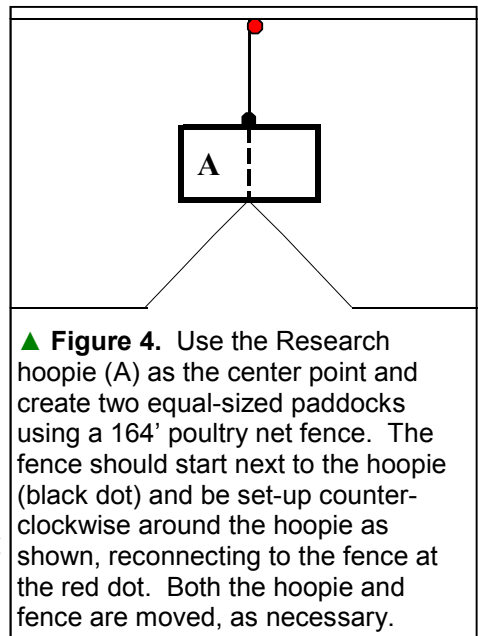 A
▲ Figure 4. Use the Research
hoopie (A) as the center point and
create two equal-sized paddocks
using a 164’ poultry net fence. The
fence should start next to the hoopie
(black dot) and be set-up counter-
clockwise around the hoopie as
shown, reconnecting to the fence at
the red dot. Both the hoopie and
fence are moved, as necessary.